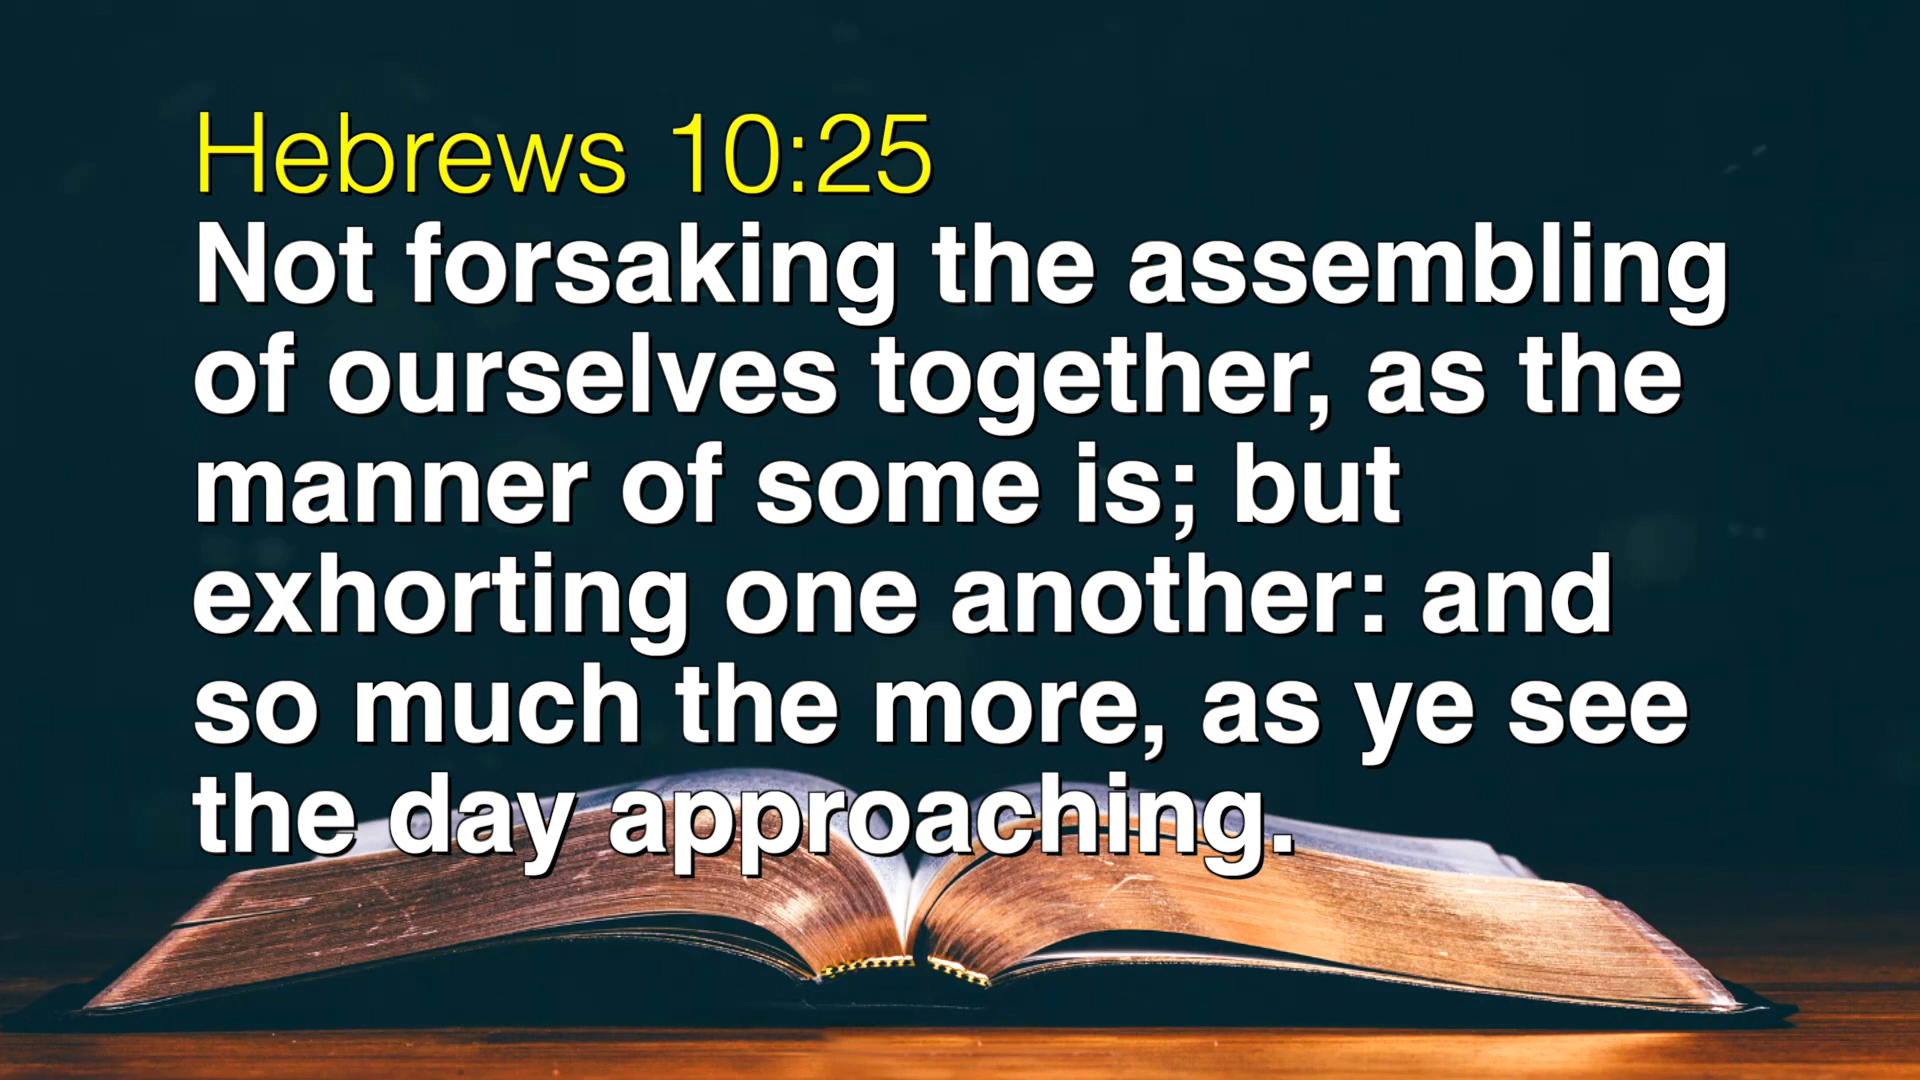 Hebrews 10:25
Not forsaking the assembling
of ourselves together, as the
manner of some is; but
exhorting one another: and
so much the more, as ye see
the day approaching.